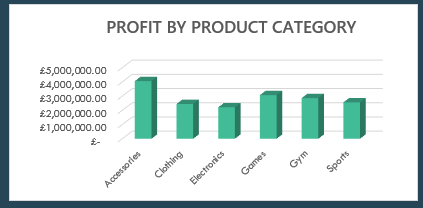 PROFIT BY PRODUCT CATEGORY
£5,000,000.00
£4,000,000.00
£3,000,000.00
£2,000,000.00
£1,000,000.00
£-
Accessories
Clothing
Electronics
Games
Gym
Sports